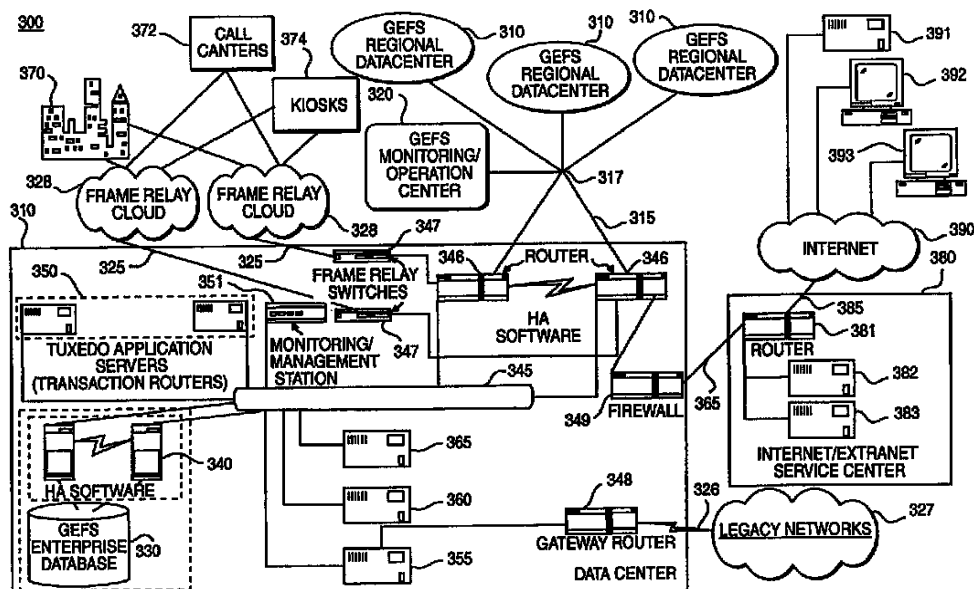 300
372
CALL
CANTERS
374
KIOSKS
370
310
GEFS
REGIONAL
DATACENTER
310
GEFS
REGIONAL
DATACENTER
310
GEFS
REGIONAL
DATACENTER
391
392
393
320
GEFS
MONITORING/
OPERATION
CENTER
317
315
328
FRAME RELAY
CLOUD
FRAME RELAY
CLOUD
328
INTERNET
390
310
325
325
347
FRAME RELAY
SWITCHES
346
ROUTER
346
HA
SOFTWARE
350
351
347
TUXEDO APPLICATION
SERVERS
(TRANSACTION ROUTERS)
MONITORING/
MANAGEMENT
STATION
345
349
FIREWALL
365
380
385
381
ROUTER
382
383
INTERNET/EXTRANET
SERVICE CENTER
340
HA SOFTWARE
GEFS
ENTERPRISE
DATABASE
330
365
360
355
348
GATEWAY ROUTER
326
LEGACY NETWORKS
327
DATA CENTER